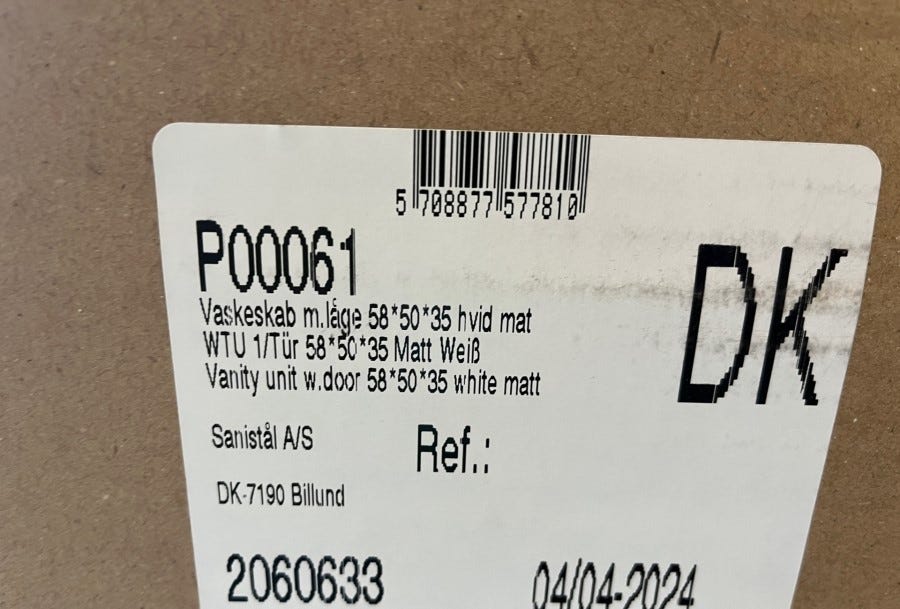 5 708877 577810
P00061
DK
Vaskeskab m.låge 58*50*35 hvid mat
WTU 1/Tür 58*50*35 Matt Weiß
Vanity unit w.door 58*50*35 white matt
Sanistål A/S
Ref.:
DK-7190 Billund
2060633
04/04-2024